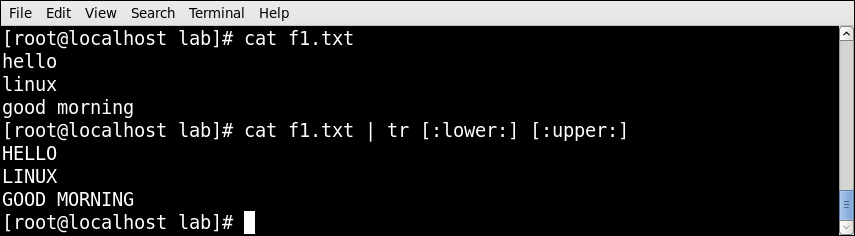 File Edit View Search Terminal Help
[root@localhost lab]# cat f1.txt
hello
linux
good morning
[root@localhost lab]# cat f1.txt | tr [:lower:] [:upper:]
HELLO
LINUX
GOOD MORNING
[root@localhost lab]#